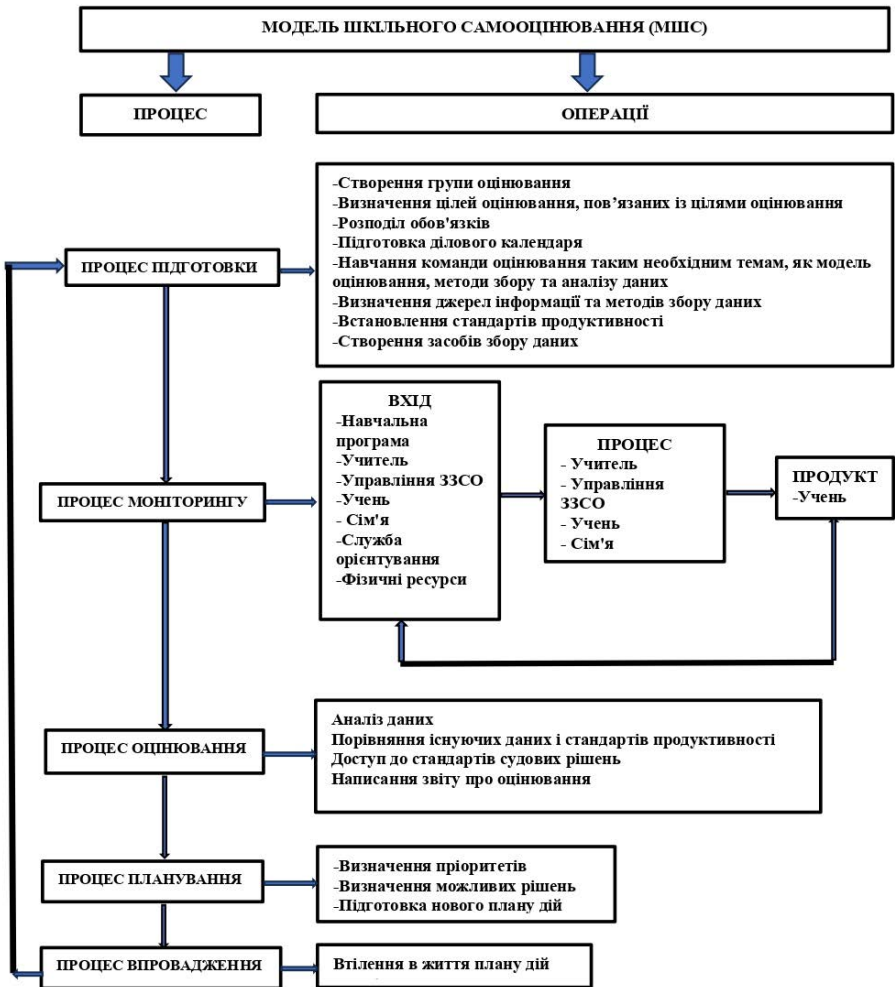 МОДЕЛЬ ШКІЛЬНОГО САМООЦІНЮВАННЯ (МШС)
ПРОЦЕС
ОПЕРАЦІЇ
ПРОЦЕС ПІДГОТОВКИ
-Створення групи оцінювання
-Визначення цілей оцінювання, пов’язаних із цілями оцінювання
-Розподіл обов'язків
-Підготовка ділового календаря
-Навчання команди оцінювання таким необхідним темам, як модель
оцінювання, методи збору та аналізу даних
-Визначення джерел інформації та методів збору даних
-Встановлення стандартів продуктивності
-Створення засобів збору даних
ПРОЦЕС МОНІТОРИНГУ
ВХІД
-Навчальна
програма
-Учитель
-Управління ЗЗСО
-Учень
- Сім'я
-Служба
орієнтування
-Фізичні ресурси
ПРОЦЕС
- Учитель
- Управління
ЗЗСО
- Учень
- Сім'я
ПРОДУКТ
-Учень
ПРОЦЕС ОЦІНЮВАННЯ
Аналіз даних
Порівняння існуючих даних і стандартів продуктивності
Доступ до стандартів судових рішень
Написання звіту про оцінювання
ПРОЦЕС ПЛАНУВАННЯ
-Визначення пріоритетів
-Визначення можливих рішень
-Підготовка нового плану дій
ПРОЦЕС ВПРОВАДЖЕННЯ
Втілення в життя плану дій